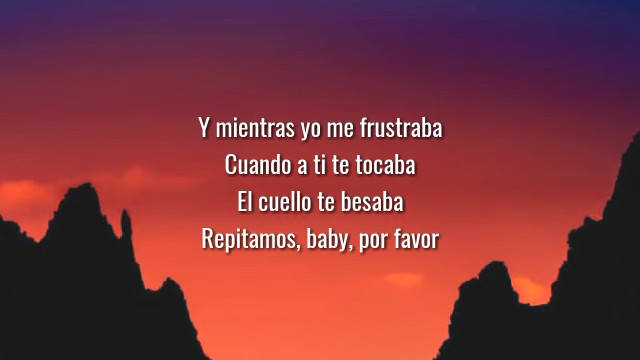 Y mientras yo me frustraba
Cuando a ti te tocaba
El cuello te besaba
Repitamos, baby, por favor